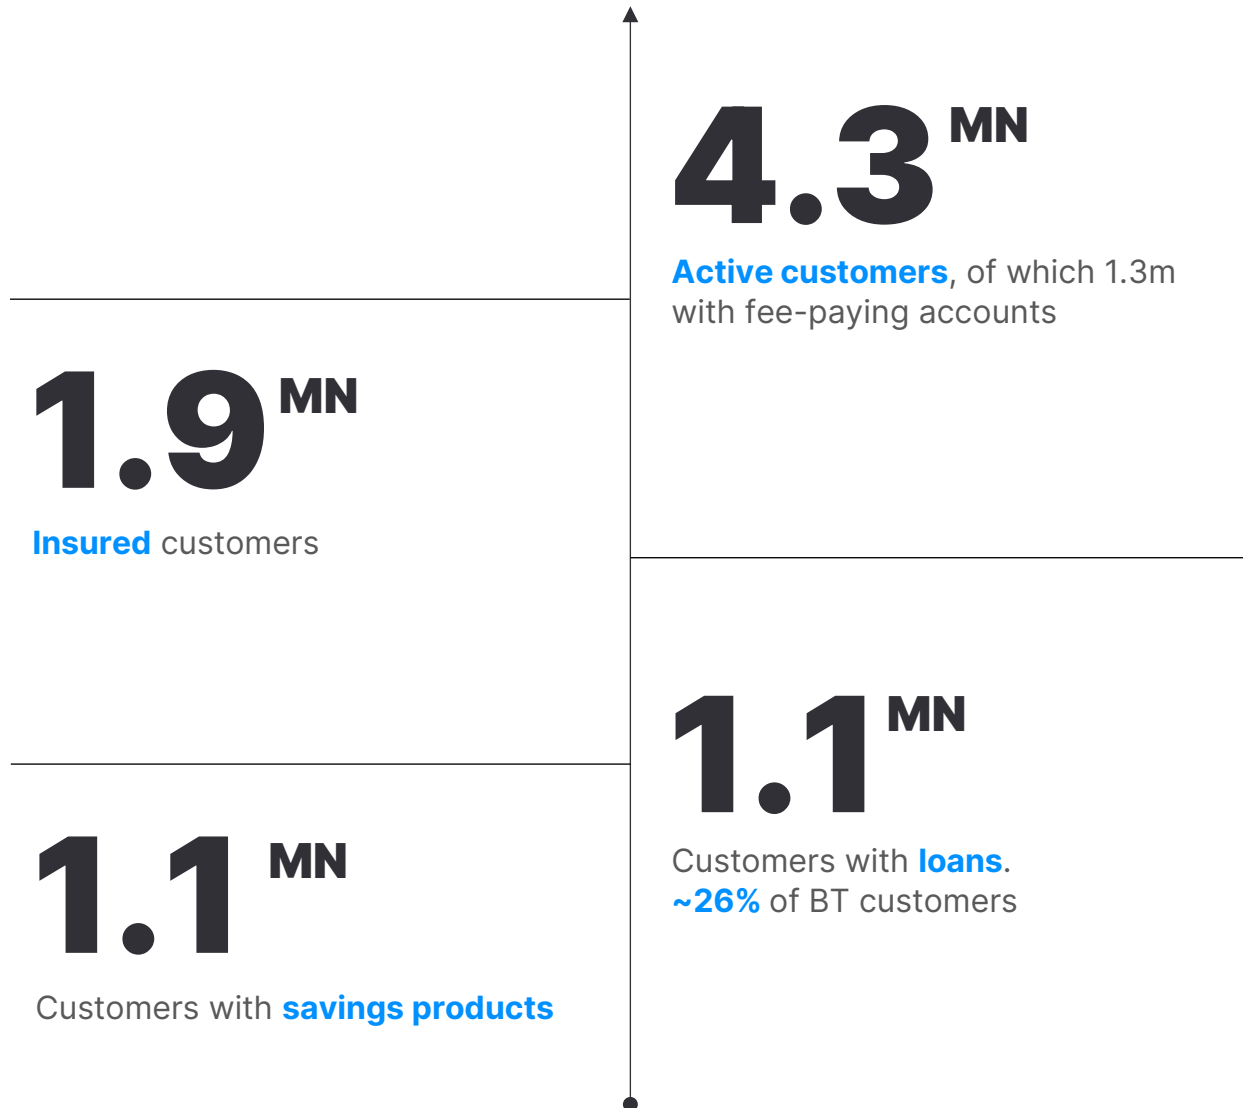 4.3 MN
Active customers, of which 1.3m
with fee-paying accounts
1.9 MN
Insured customers
1.1 MN
Customers with loans.
~26% of BT customers
1.1 MN
Customers with savings products